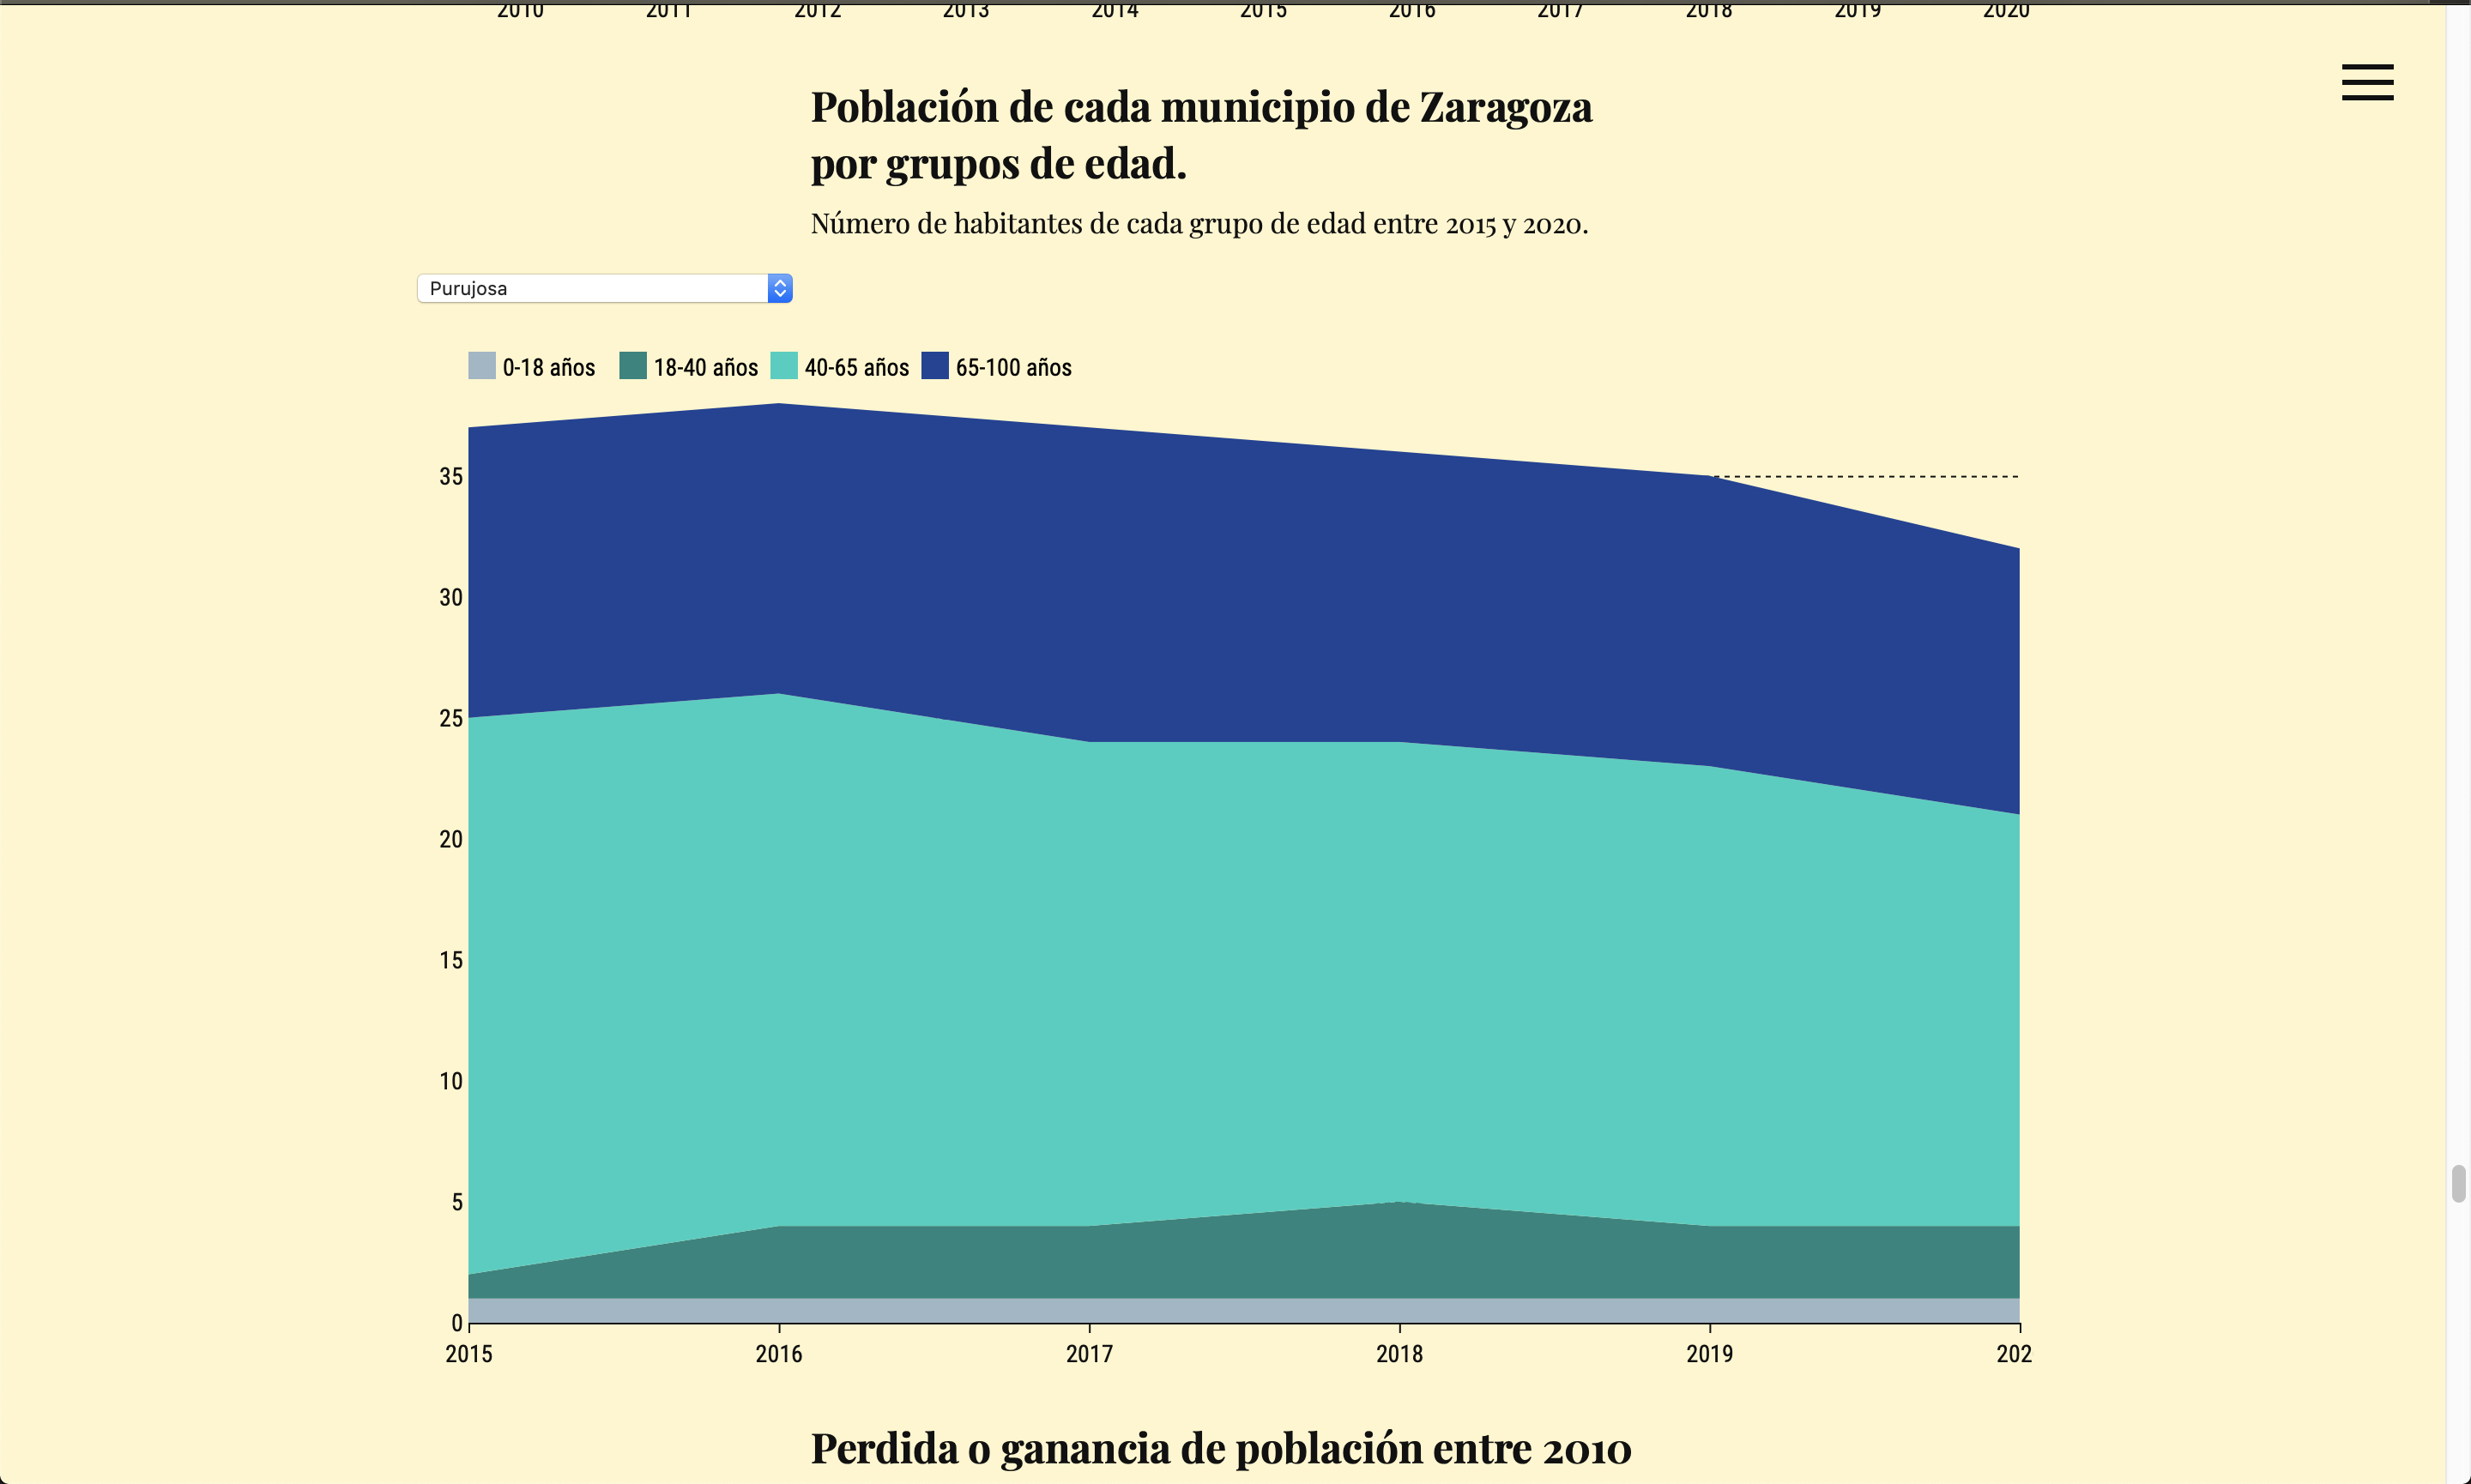 2010 2011 2012 2013 2014 2015 2016 2017 2018 2019 2020
Población de cada municipio de Zaragoza
por grupos de edad.
Número de habitantes de cada grupo de edad entre 2015 y 2020.
Purujosa
0-18 años 18-40 años 40-65 años 65-100 años
35
30
25
20
15
10
5
0
2015 2016 2017 2018 2019 202
Perdida o ganancia de población entre 2010